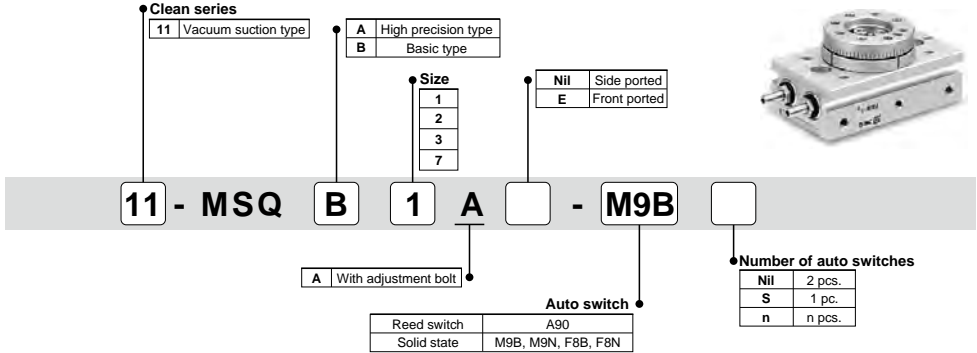 Clean series
11 Vacuum suction type
A High precision type
B Basic type
Size
1
2
3
7
Nil Side ported
E Front ported
11 - MSQ B 1 A - M9B
A With adjustment bolt
Auto switch
Reed switch A90
Solid state M9B, M9N, F8B, F8N
Number of auto switches
Nil 2 pcs.
S 1 pc.
n n pcs.